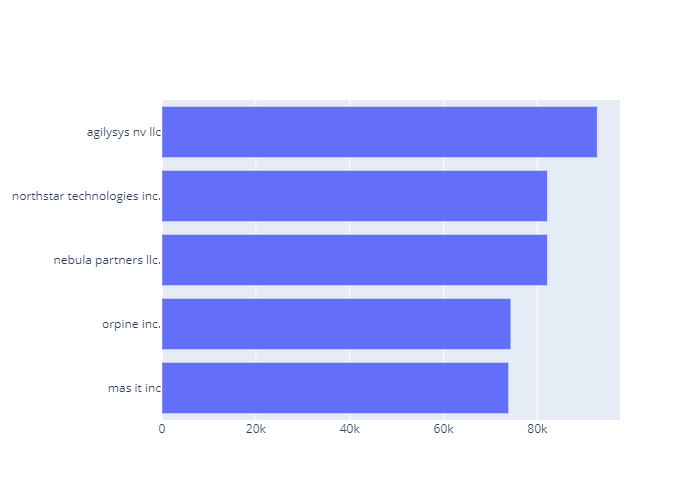 agilysys nv llc
northstar technologies inc.
nebula partners llc.
orpine inc.
mas it inc
0 20k 40k 60k 80k